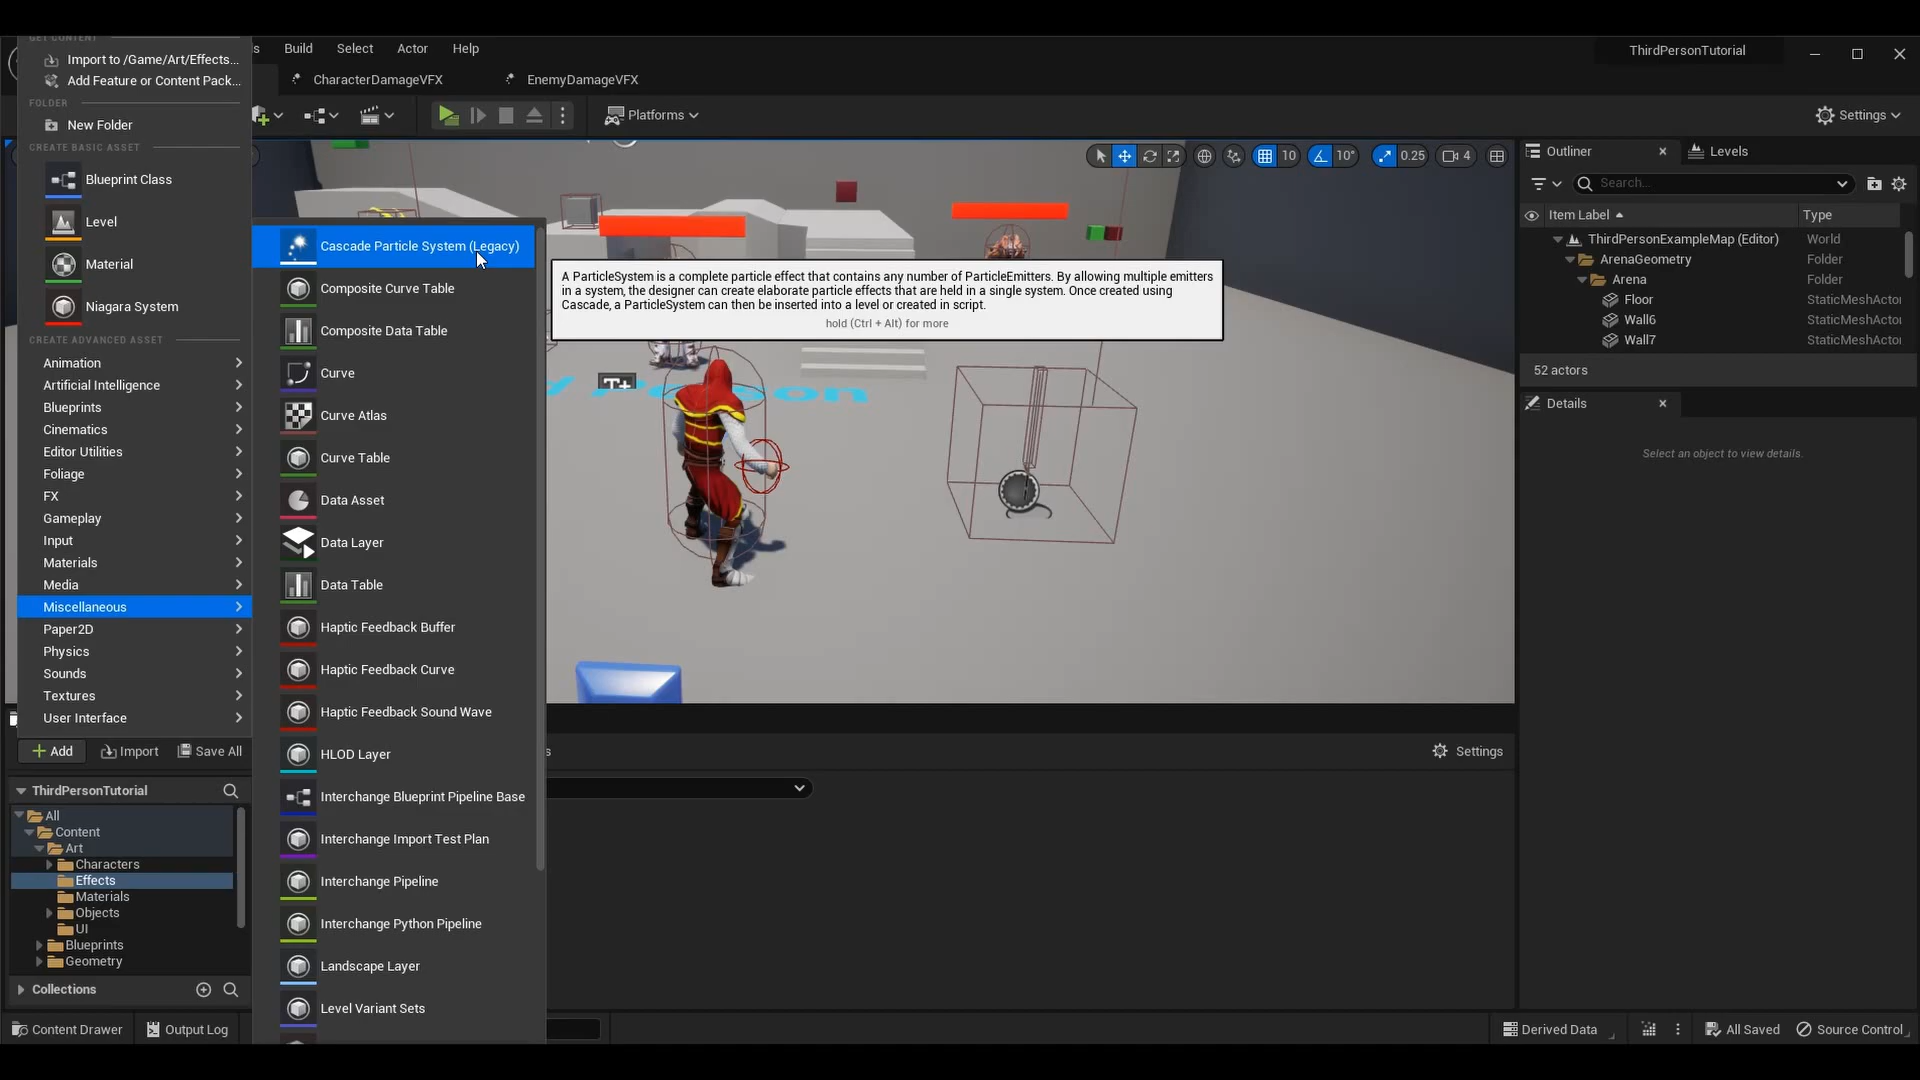 GET CONTENT
Import to /Game/Art/Effects...
Add Feature or Content Pack...
FOLDER
New Folder
CREATE BASIC ASSET
Blueprint Class
Level
Material
Niagara System
CREATE ADVANCED ASSET
Animation
Artificial Intelligence
Blueprints
Cinematics
Editor Utilities
Foliage
FX
Gameplay
Input
Materials
Media
Miscellaneous
Paper2D
Physics
Sounds
Textures
User Interface
Build Select Actor Help
ThirdPersonTutorial
CharacterDamageVFX EnemyDamageVFX
Platforms
Settings
10 10° 0.25 4
Cascade Particle System (Legacy)
Composite Curve Table
Composite Data Table
Curve
Curve Atlas
Curve Table
Data Asset
Data Layer
Data Table
Haptic Feedback Buffer
Haptic Feedback Curve
Haptic Feedback Sound Wave
HLOD Layer
Interchange Blueprint Pipeline Base
Interchange Import Test Plan
Interchange Pipeline
Interchange Python Pipeline
Landscape Layer
Level Variant Sets
A ParticleSystem is a complete particle effect that contains any number of ParticleEmitters. By allowing multiple emitters
in a system, the designer can create elaborate particle effects that are held in a single system. Once created using
Cascade, a ParticleSystem can then be inserted into a level or created in script.
hold (Ctrl + Alt) for more
T+
Outliner Levels
Search...
Item Label Type
ThirdPersonExampleMap (Editor) World
ArenaGeometry Folder
Arena Folder
Floor StaticMeshActor
Wall6 StaticMeshActor
Wall7 StaticMeshActor
52 actors
Details
Select an object to view details.
Add Import Save All
Settings
ThirdPersonTutorial
All
Content
Art
Characters
Effects
Materials
Objects
UI
Blueprints
Geometry
Collections
Content Drawer Output Log
Derived Data All Saved Source Control